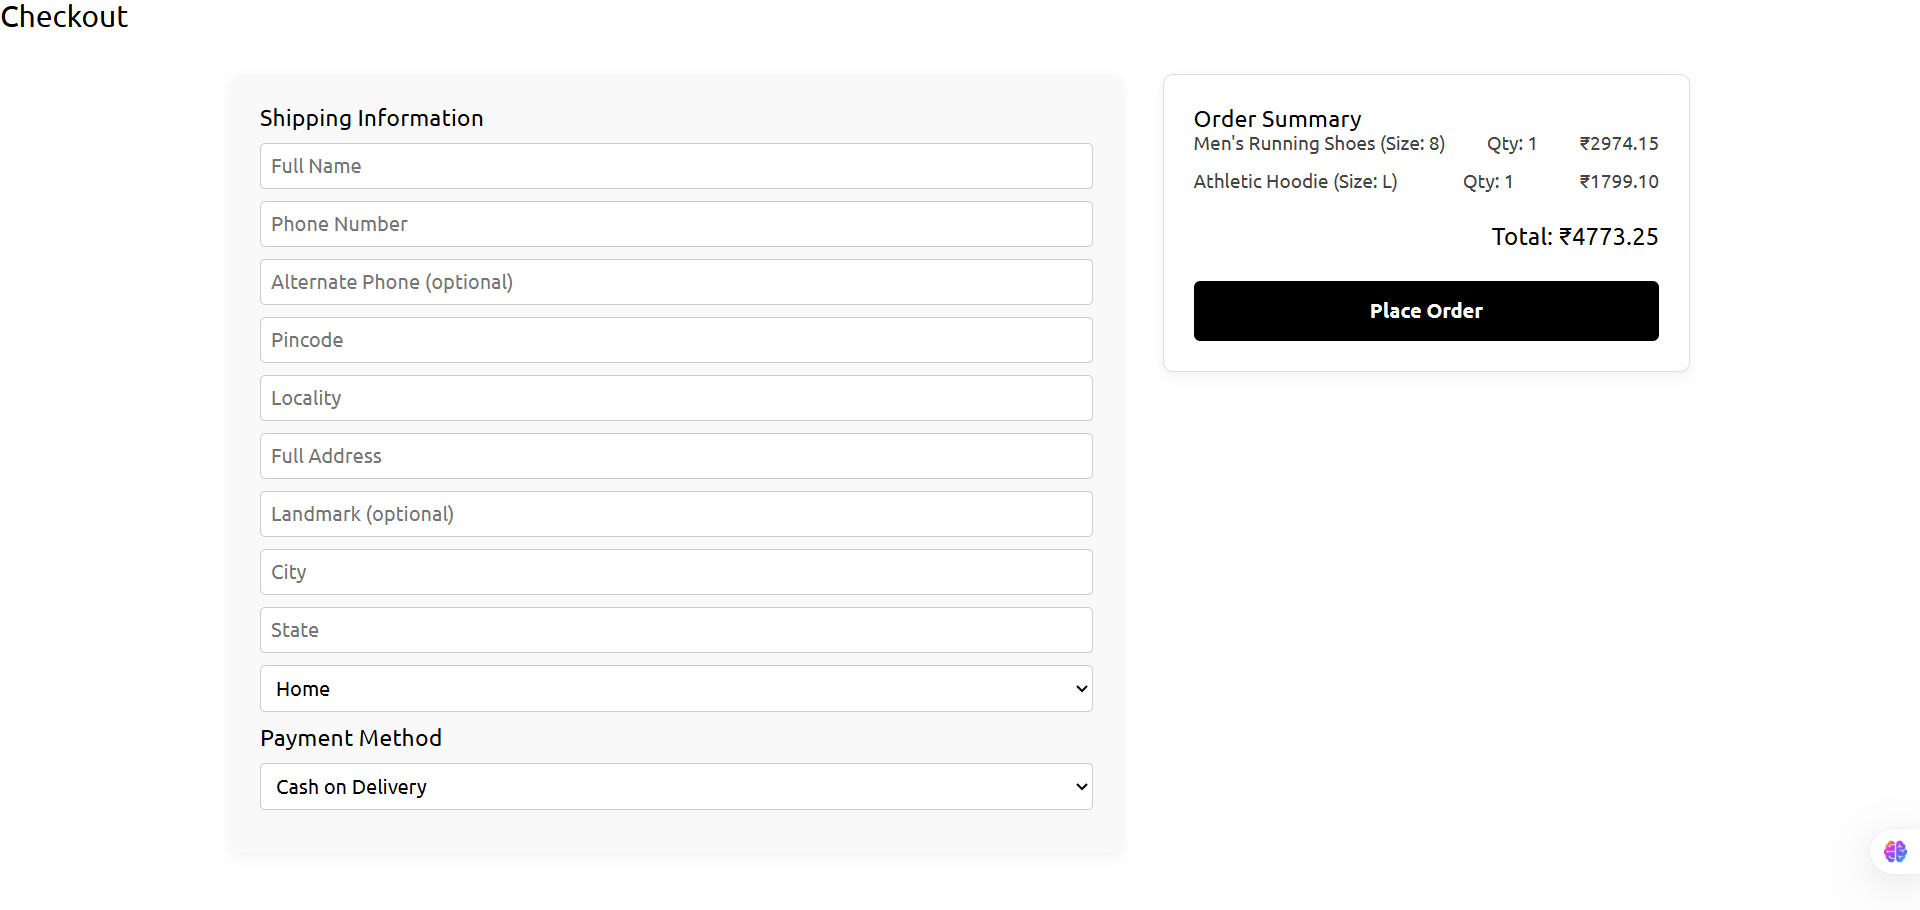 Checkout
Shipping Information
Full Name
Phone Number
Alternate Phone (optional)
Pincode
Locality
Full Address
Landmark (optional)
City
State
Home
Payment Method
Cash on Delivery
Order Summary
Men's Running Shoes (Size: 8) Qty: 1 ₹2974.15
Athletic Hoodie (Size: L) Qty: 1 ₹1799.10
Total: ₹4773.25
Place Order